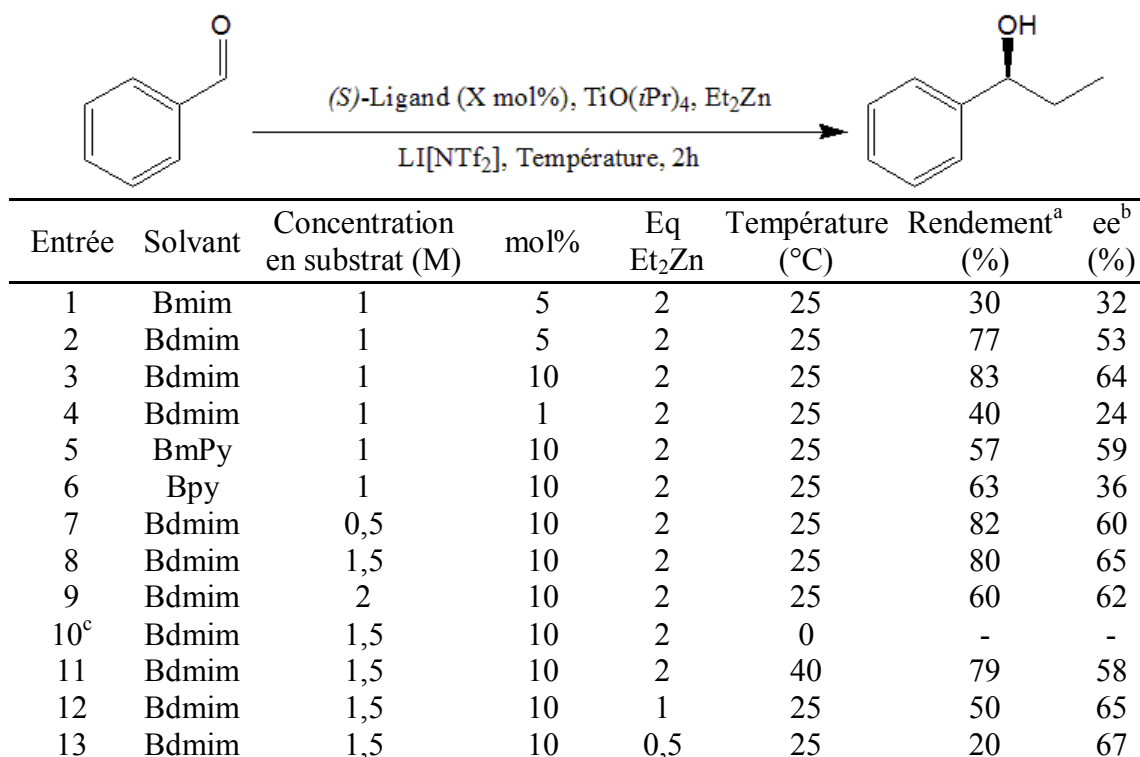 O
OH
(S)-Ligand (X mol%), TiO(iPr)4, Et2Zn
LI[NTf2], Température, 2h
Entrée Solvant Concentration en substrat (M) mol% Eq Et2Zn Température (°C) Rendementa (%) eeb (%)
1 Bmim 1 5 2 25 30 32
2 Bdmim 1 5 2 25 77 53
3 Bdmim 1 10 2 25 83 64
4 Bdmim 1 1 2 25 40 24
5 BmPy 1 10 2 25 57 59
6 Bpy 1 10 2 25 63 36
7 Bdmim 0,5 10 2 25 82 60
8 Bdmim 1,5 10 2 25 80 65
9 Bdmim 2 10 2 25 60 62
10c Bdmim 1,5 10 2 0 - -
11 Bdmim 1,5 10 2 40 79 58
12 Bdmim 1,5 10 1 25 50 65
13 Bdmim 1,5 10 0,5 25 20 67